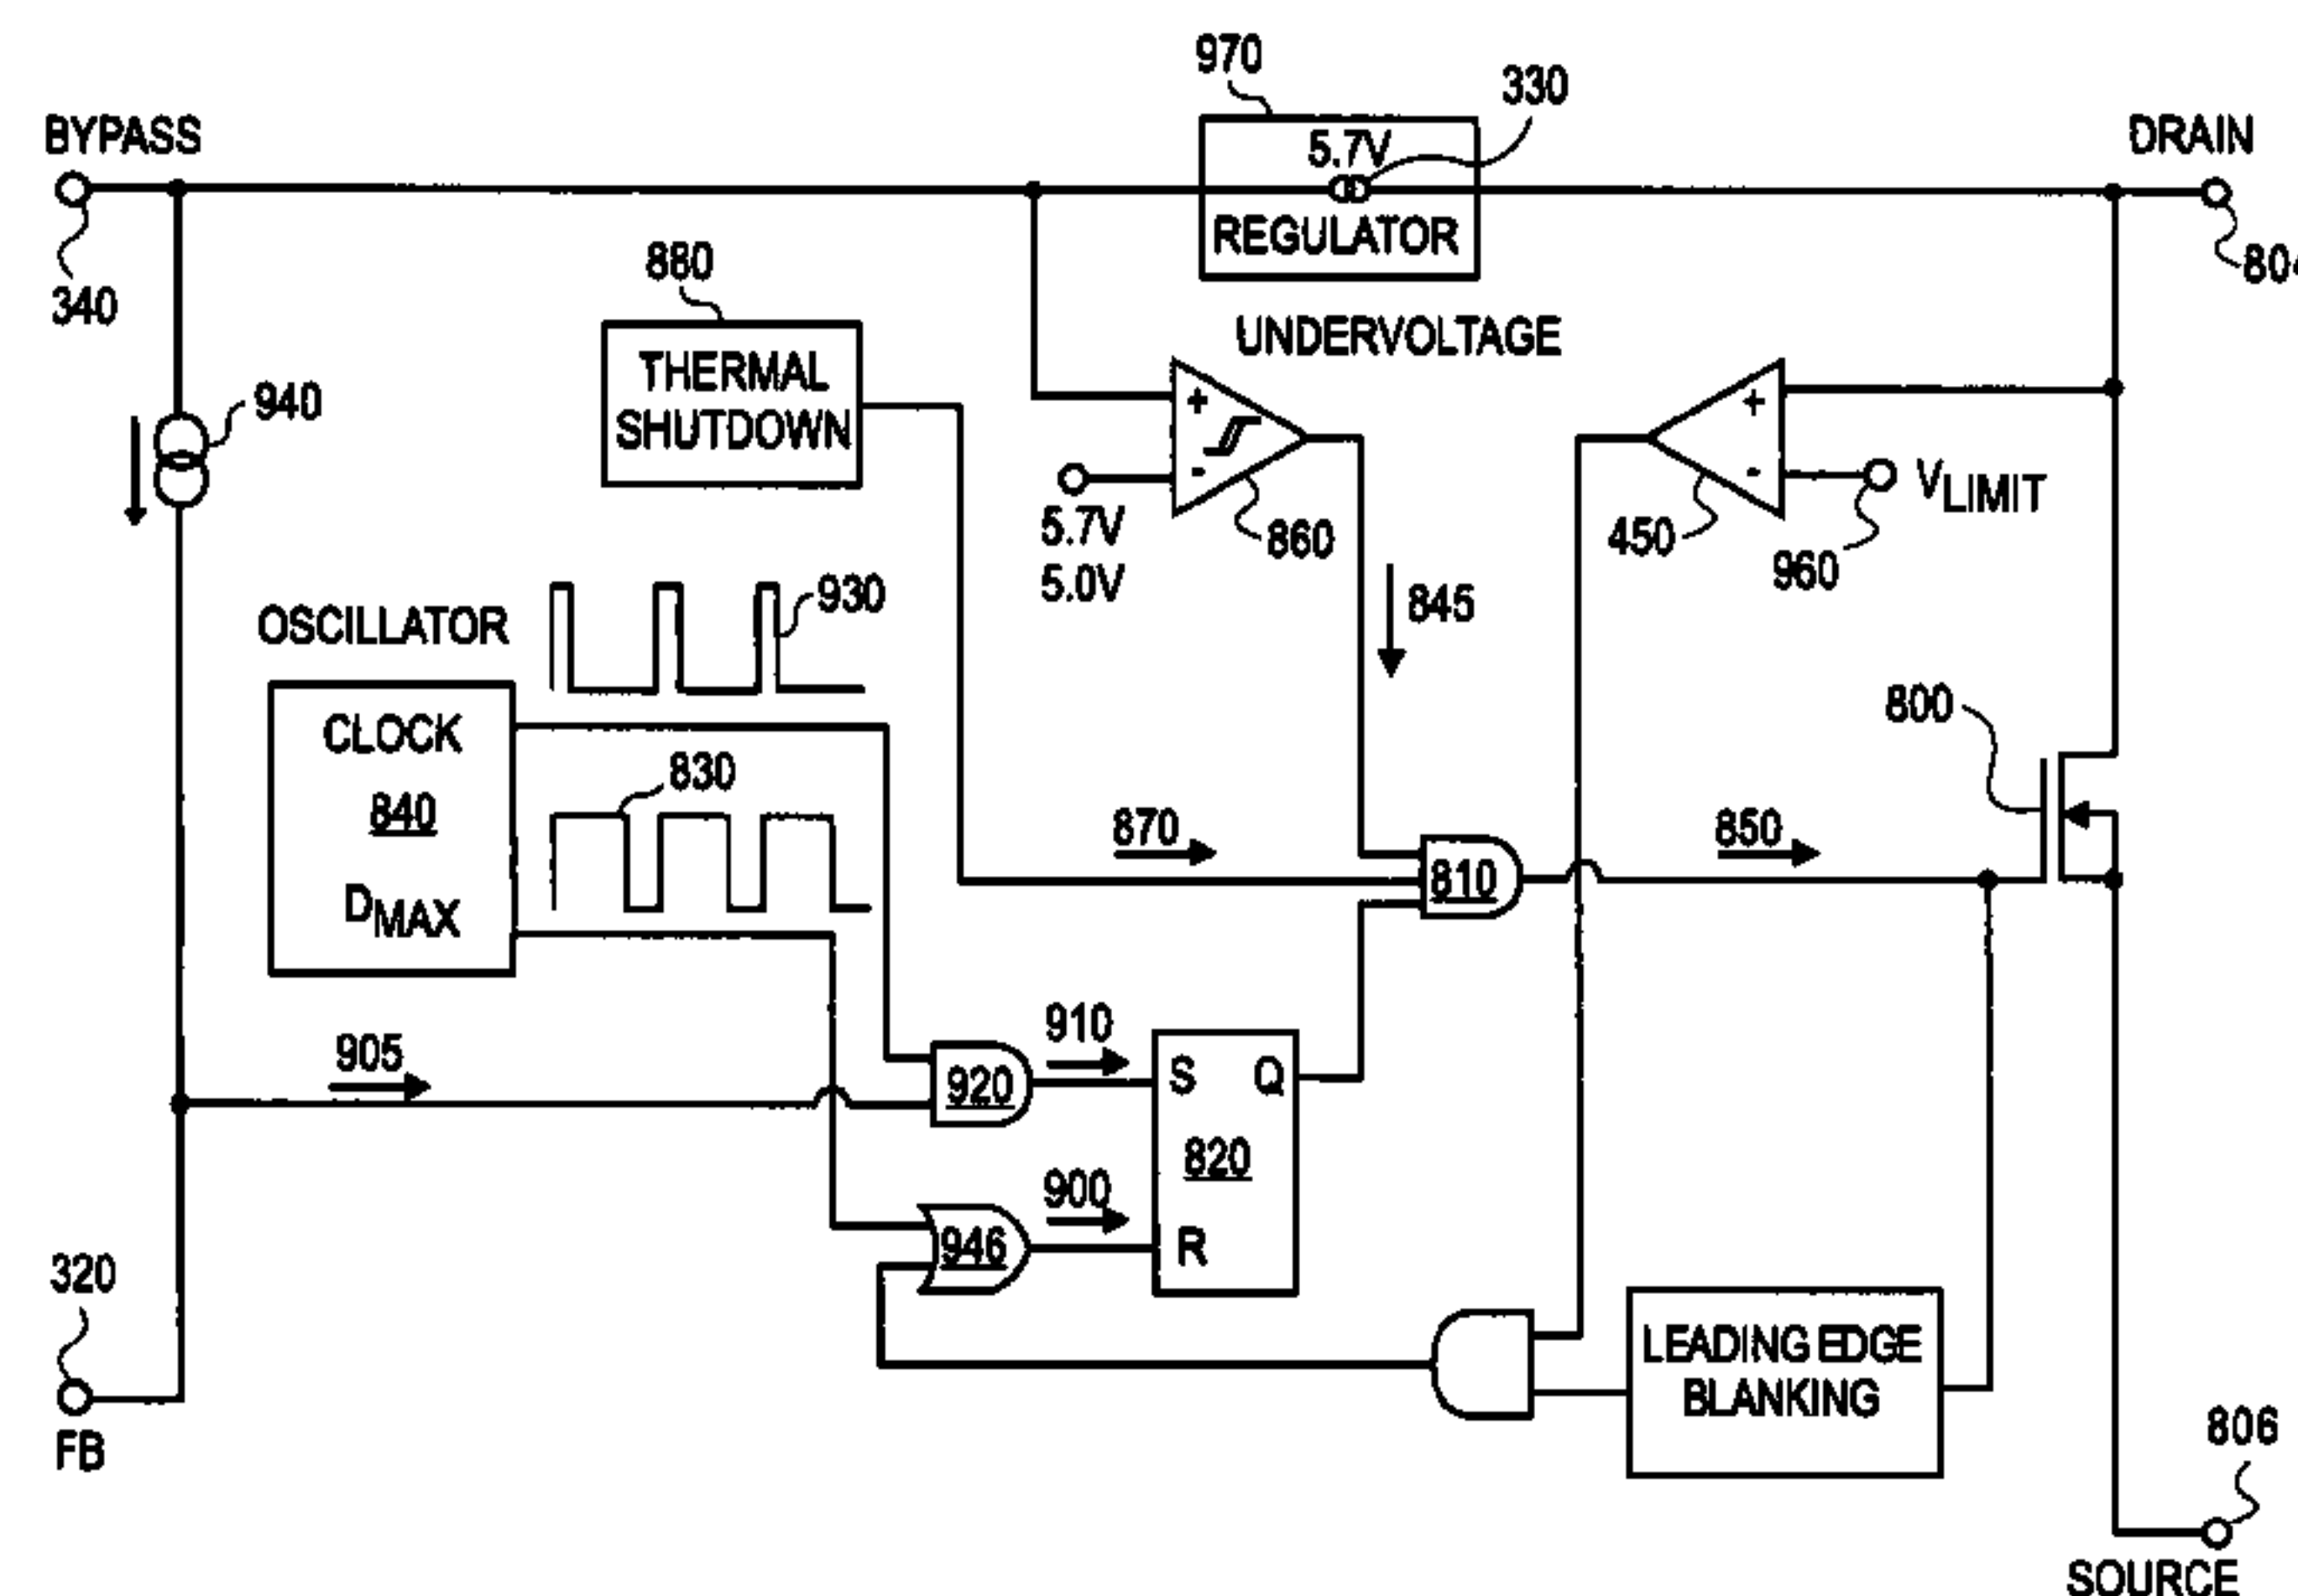 970
330
BYPASS
5.7V
DRAIN
REGULATOR
340
880
804
UNDERVOLTAGE
THERMAL
SHUTDOWN
940
+
-
+
-
VLIMIT
5.7V
5.0V
860
450
960
930
845
OSCILLATOR
CLOCK
840
DMAX
830
800
870
810
850
905
910
920
S
Q
820
900
946
R
320
FB
LEADING EDGE
BLANKING
806
SOURCE